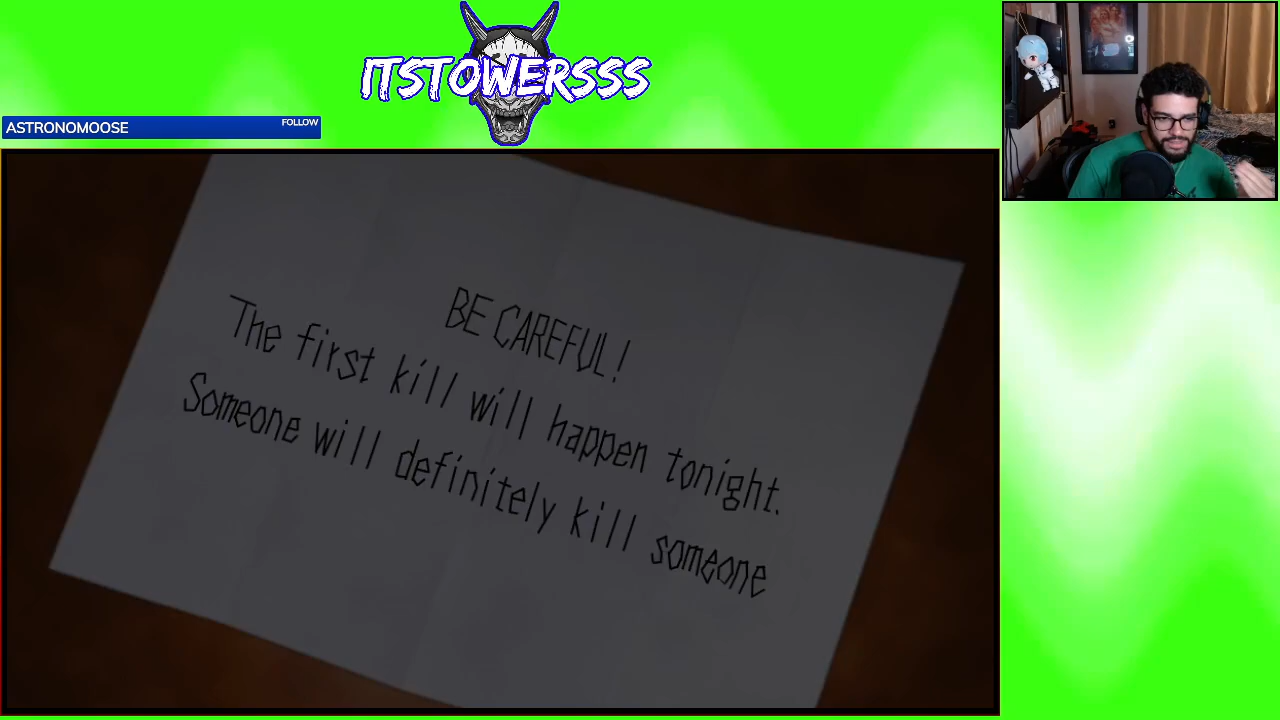 ITSTOWERSSS
ASTRONOMOOSE
FOLLOW
BE CAREFUL!
The first kill will happen tonight.
Someone will definitely kill someone